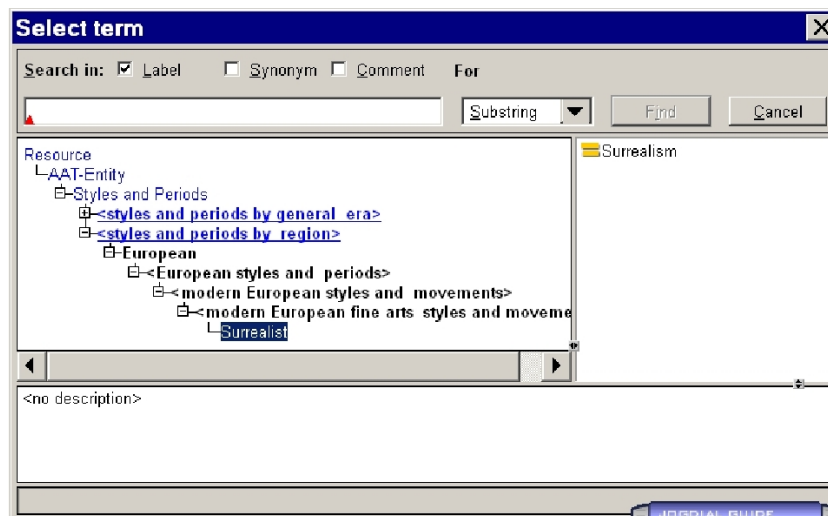 Select term
Search in: Label Synonym Comment For
Substring Find Cancel
Resource
AAT-Entity
Styles and Periods
<styles and periods by general era>
<styles and periods by region>
European
<European styles and periods>
<modern European styles and movements>
<modern European fine arts styles and moveme
Surrealist
Surrealism
<no description>
JOGDIAL GUIDE